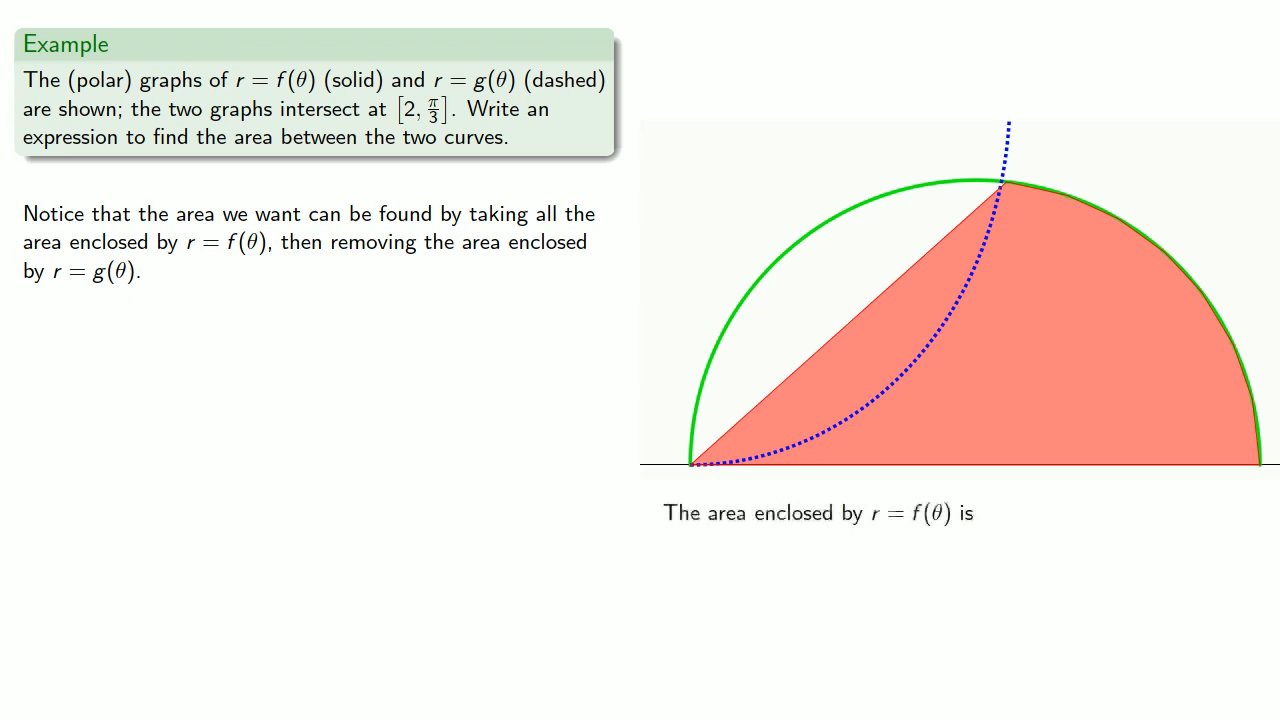 Example
The (polar) graphs of r = f(θ) (solid) and r = g(θ) (dashed)
are shown; the two graphs intersect at [2, π/3]. Write an
expression to find the area between the two curves.
Notice that the area we want can be found by taking all the
area enclosed by r = f(θ), then removing the area enclosed
by r = g(θ).
The area enclosed by r = f(θ) is